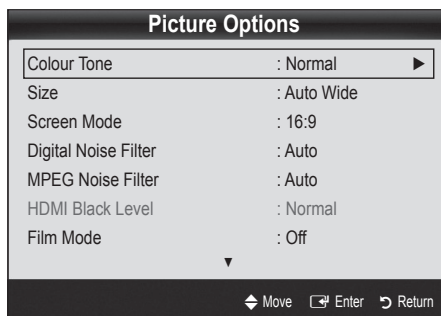 Picture Options
Colour Tone : Normal ►
Size : Auto Wide
Screen Mode : 16:9
Digital Noise Filter : Auto
MPEG Noise Filter : Auto
HDMI Black Level : Normal
Film Mode : Off
▼
Move Enter Return